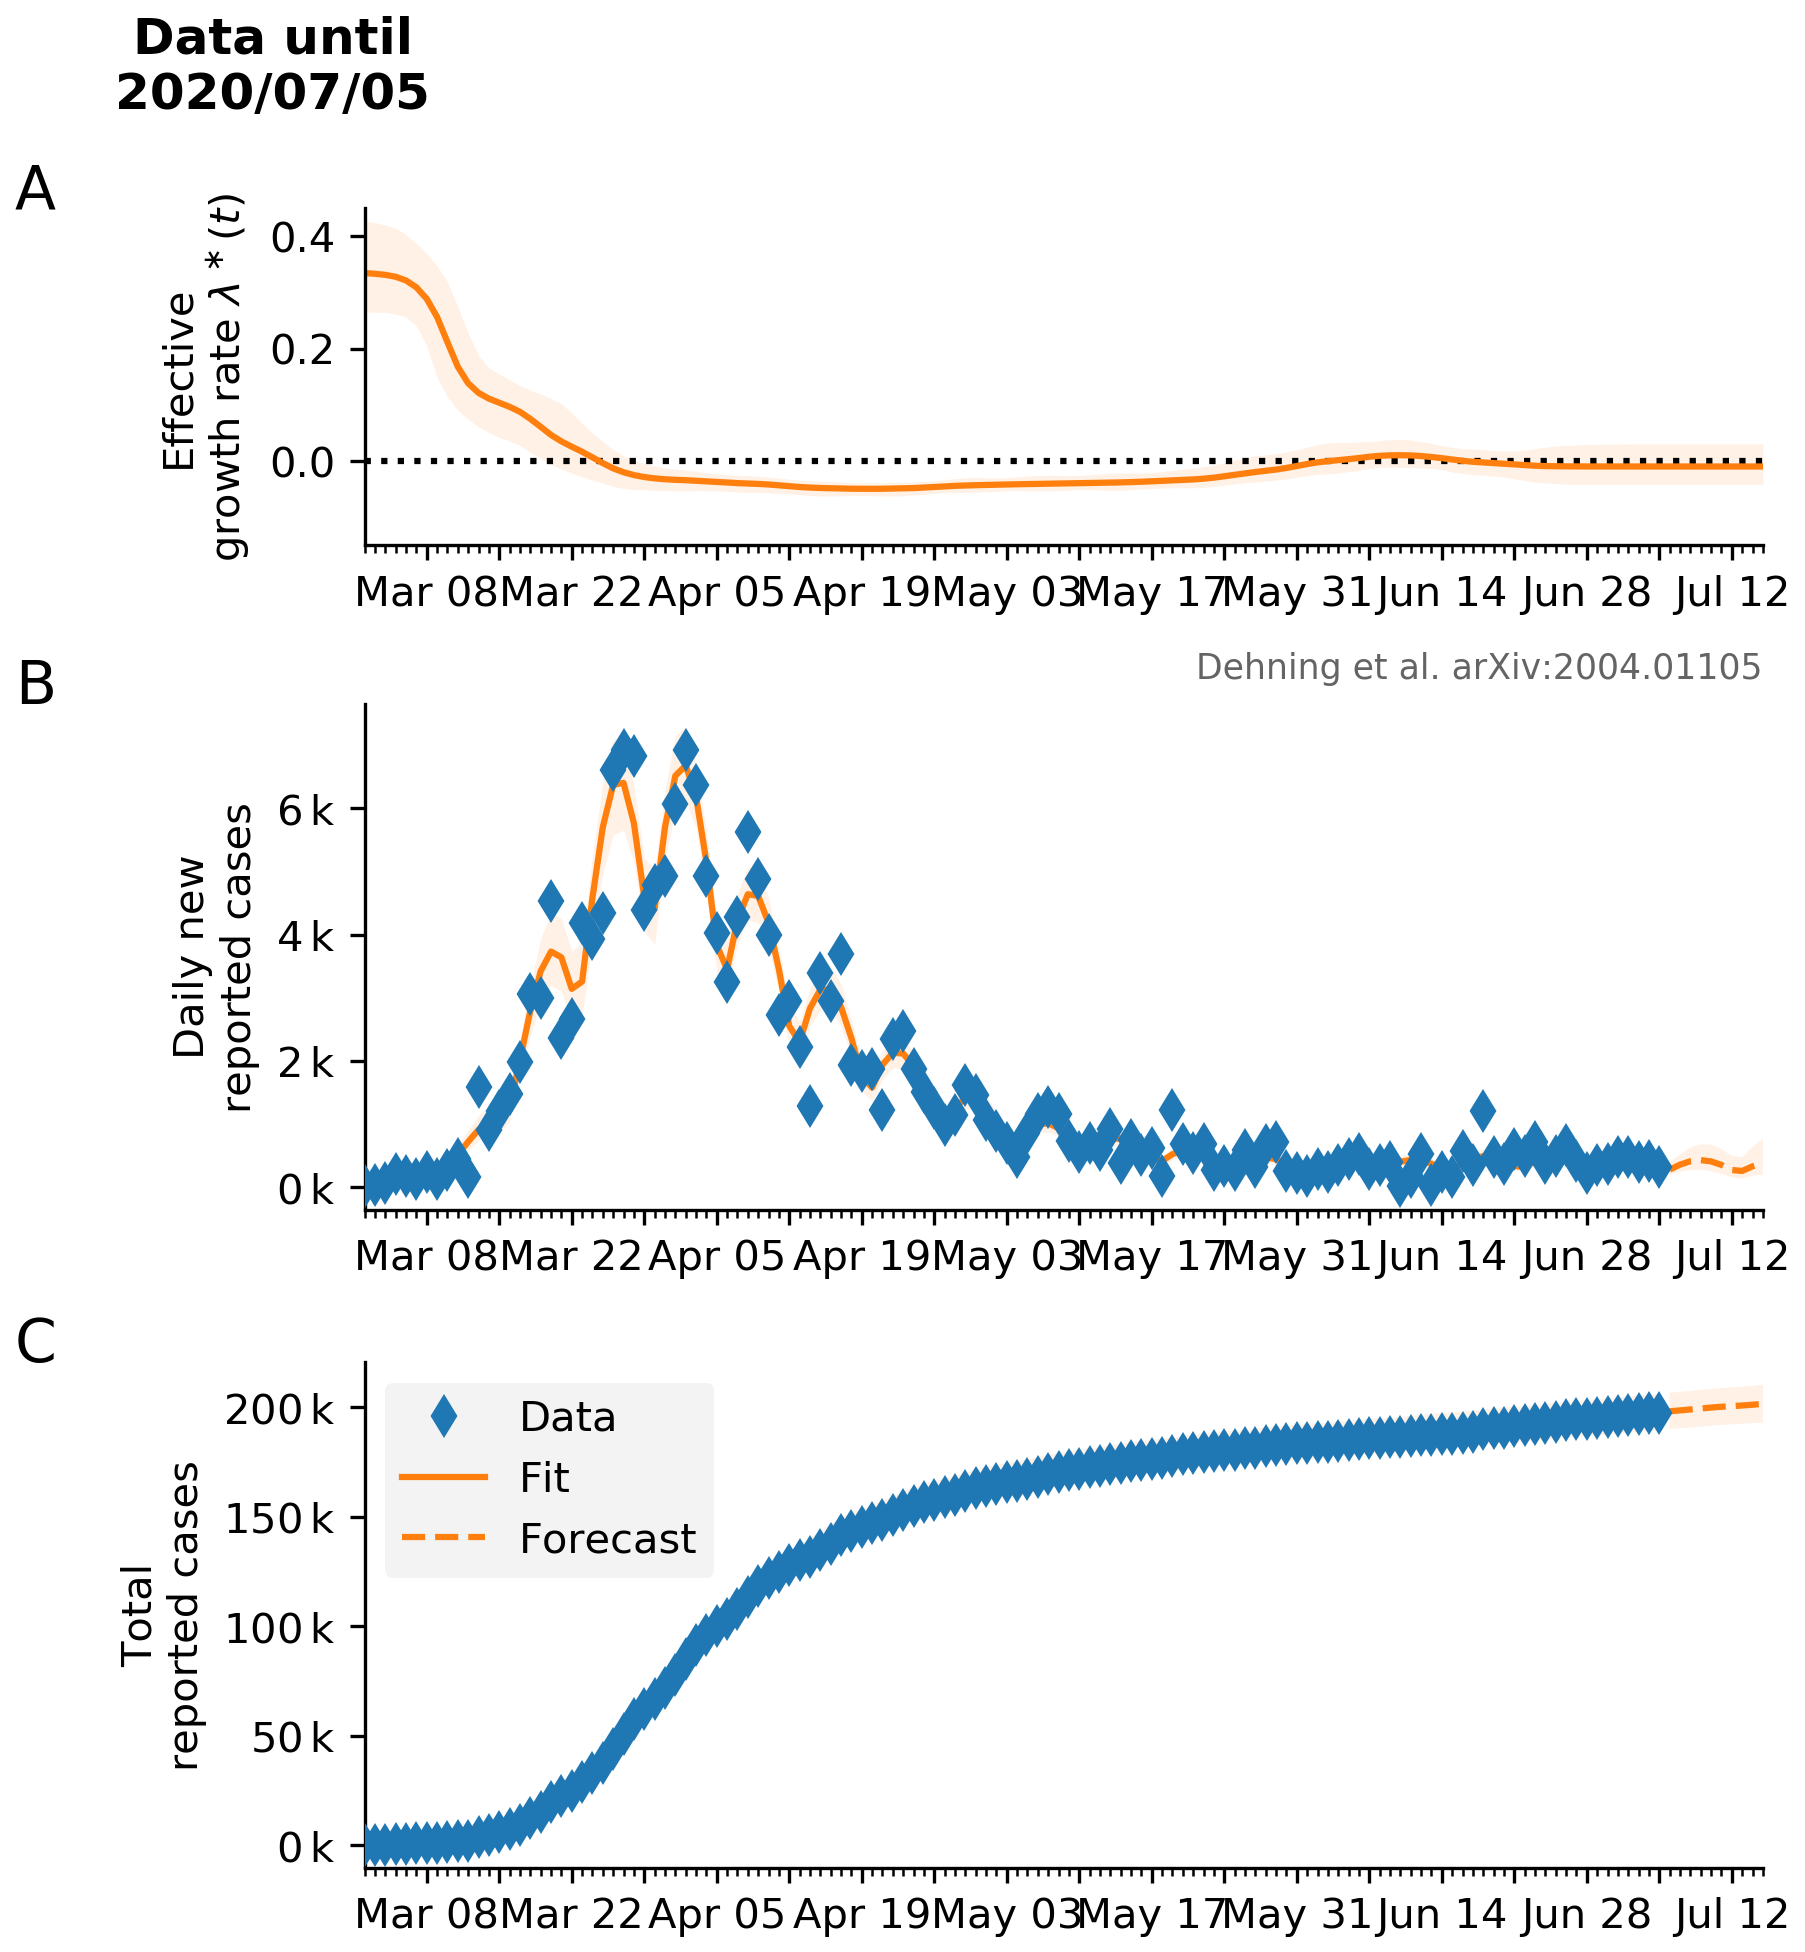 Data until
2020/07/05
A
Effective
growth rate λ * (t)
0.4
0.2
0.0
Mar 08
Mar 22
Apr 05
Apr 19
May 03
May 17
May 31
Jun 14
Jun 28
Jul 12
B
Dehning et al. arXiv:2004.01105
Daily new
reported cases
6 k
4 k
2 k
0 k
Mar 08
Mar 22
Apr 05
Apr 19
May 03
May 17
May 31
Jun 14
Jun 28
Jul 12
C
Total
reported cases
200 k
150 k
100 k
50 k
0 k
Data
Fit
Forecast
Mar 08
Mar 22
Apr 05
Apr 19
May 03
May 17
May 31
Jun 14
Jun 28
Jul 12